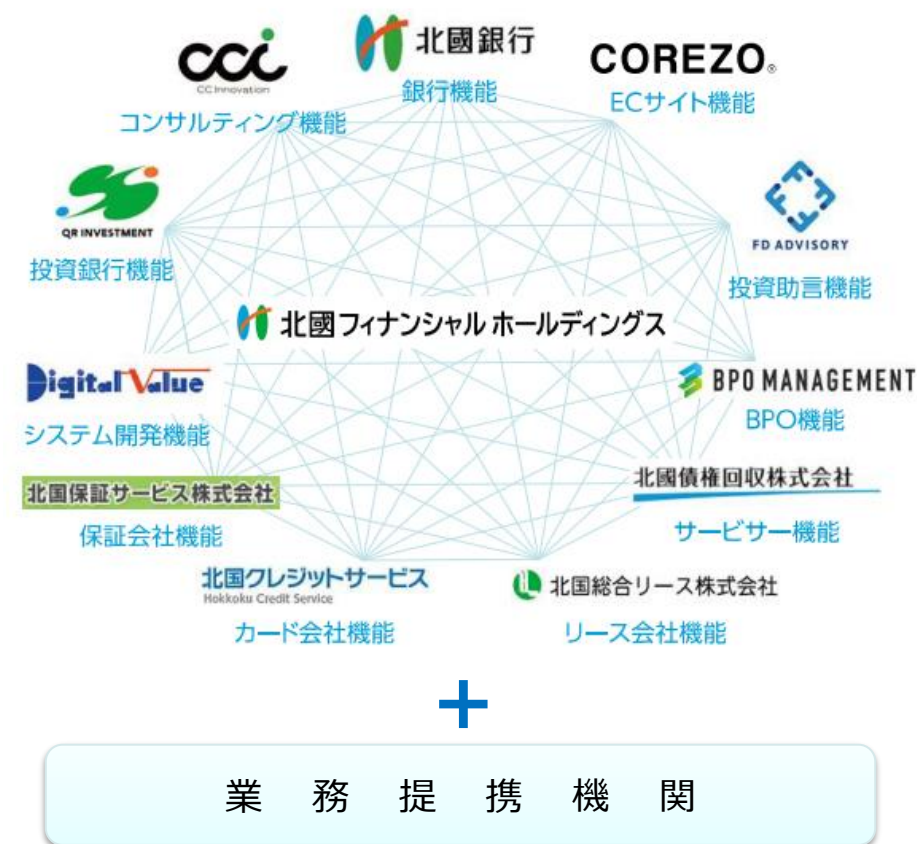 北國銀行
銀行機能
cci
CC Innovation
コンサルティング機能
COREZO®
ECサイト機能
QR INVESTMENT
投資銀行機能
FD ADVISORY
投資助言機能
北國フィナンシャルホールディングス
Digital Value
システム開発機能
BPO MANAGEMENT
BPO機能
北国保証サービス株式会社
保証会社機能
北國債権回収株式会社
サービサー機能
北国クレジットサービス
Hokkoku Credit Service
カード会社機能
北国総合リース株式会社
リース会社機能
+
業務提携機関